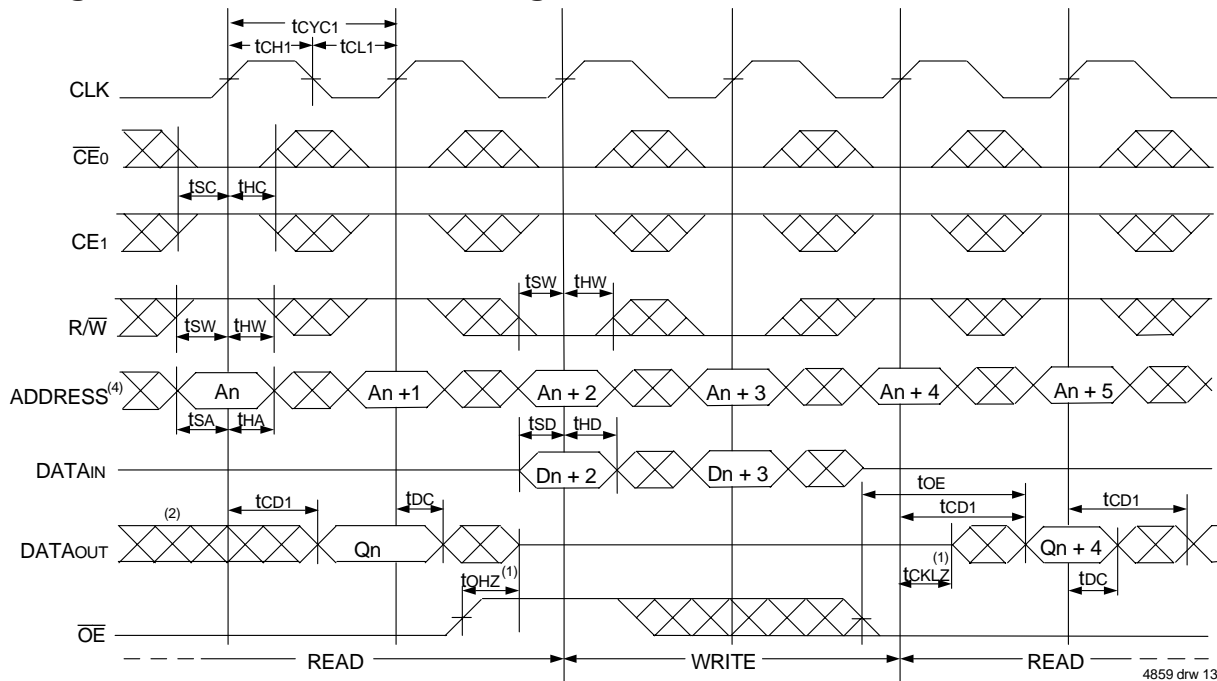 tCYC1
tCH1 tCL1
CLK
CE0
tSC tHC
CE1
tSW tHW
R/W
tSW tHW
ADDRESS(4) An An +1 An + 2 An + 3 An + 4 An + 5
tSA tHA
tSD tHD
DATAIN Dn + 2 Dn + 3
tOE
(2) tCD1 tDC tCD1 tCD1
DATAOUT Qn Qn + 4
tOHZ(1) tCKLZ(1) tDC
OE
READ WRITE READ
4859 drw 13